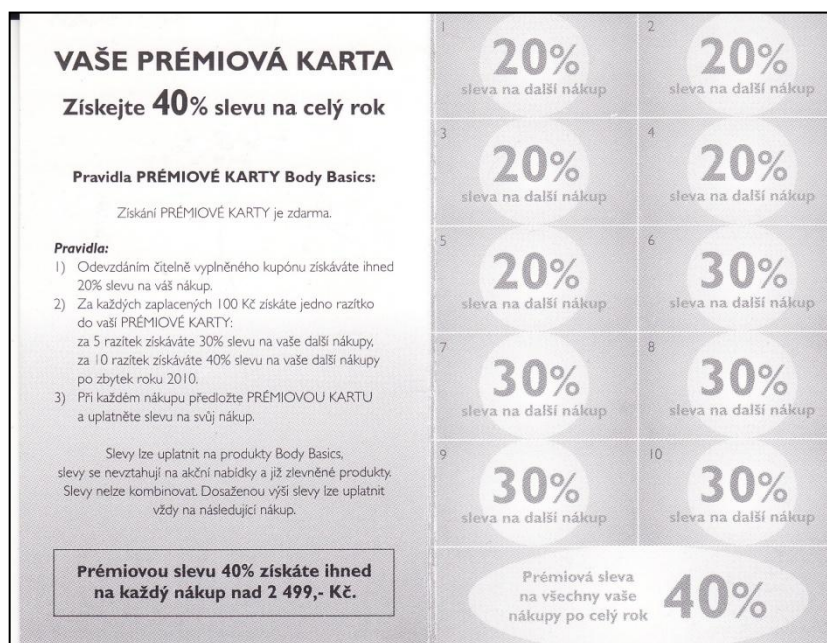 VAŠE PRÉMIOVÁ KARTA
Získejte 40% slevu na celý rok
Pravidla PRÉMIOVÉ KARTY Body Basics:
Získání PRÉMIOVÉ KARTY je zdarma.
Pravidla:
1) Odevzdáním čitelně vyplněného kupónu získáváte ihned
20% slevu na váš nákup.
2) Za každých zaplacených 100 Kč získáte jedno razítko
do vaší PRÉMIOVÉ KARTY:
za 5 razítek získáváte 30% slevu na vaše další nákupy,
za 10 razítek získáváte 40% slevu na vaše další nákupy
po zbytek roku 2010.
3) Při každém nákupu předložte PRÉMIOVOU KARTU
a uplatněte slevu na svůj nákup.
Slevy lze uplatnit na produkty Body Basics,
slevy se nevztahují na akční nabídky a již zlevněné produkty.
Slevy nelze kombinovat. Dosaženou výši slevy lze uplatnit
vždy na následující nákup.
Prémiovou slevu 40% získáte ihned
na každý nákup nad 2 499,- Kč.
1
20%
sleva na další nákup
2
20%
sleva na další nákup
3
20%
sleva na další nákup
4
20%
sleva na další nákup
5
20%
sleva na další nákup
6
30%
sleva na další nákup
7
30%
sleva na další nákup
8
30%
sleva na další nákup
9
30%
sleva na další nákup
10
30%
sleva na další nákup
Prémiová sleva
na všechny vaše
nákupy po celý rok
40%